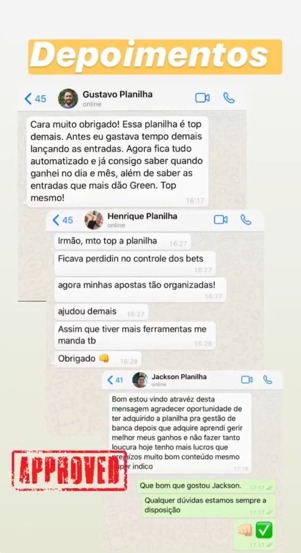 Depoimentos
45
Gustavo Planilha
online
Cara muito obrigado! Essa planilha é top
demais. Antes eu gastava tempo demais
lançando as entradas. Agora fica tudo
automatizado e já consigo saber quando
ganhei no dia e mês, além de saber as
entradas que mais dão Green. Top
mesmo!
16:17
45
Henrique Planilha
online
Irmão, mto top a planilha
16:27
Ficava perdidin no controle dos bets
16:27
agora minhas apostas tão organizadas!
16:27
ajudou demais
16:27
Assim que tiver mais ferramentas me
manda tb
16:28
Obrigado 👊
16:28
41
Jackson Planilha
online
Bom estou vindo atravéz desta
mensagem agradecer oportunidade de
ter adquirido a planilha pra gestão de
banca depois que adquire aprendi gerir
melhor meus ganhos e não fazer tanto
loucura hoje tenho mais lucros que
muito bom conteúdo mesmo
indico
17:16
APPROVED
Que bom que gostou Jackson.
17:17
Qualquer dúvidas estamos sempre a
disposição
17:17
👊🏻✅
17:17